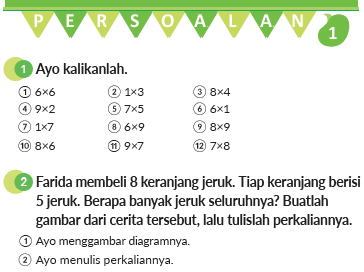 PERSOALAN 1
1 Ayo kalikanlah.
① 6×6 ② 1×3 ③ 8×4
④ 9×2 ⑤ 7×5 ⑥ 6×1
⑦ 1×7 ⑧ 6×9 ⑨ 8×9
⑩ 8×6 ⑪ 9×7 ⑫ 7×8
2 Farida membeli 8 keranjang jeruk. Tiap keranjang berisi
5 jeruk. Berapa banyak jeruk seluruhnya? Buatlah
gambar dari cerita tersebut, lalu tulislah perkaliannya.
① Ayo menggambar diagramnya.
② Ayo menulis perkaliannya.